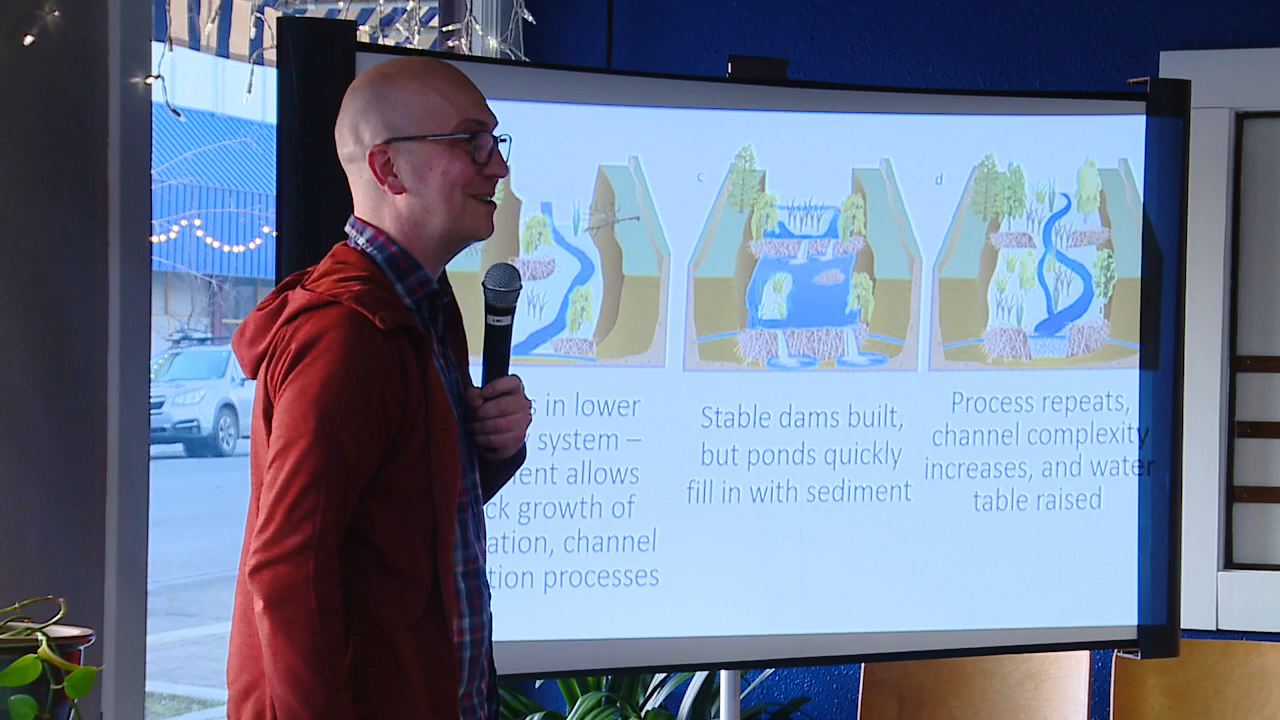 c
d
in lower
system –
allows
growth of
channel
processes
Stable dams built,
but ponds quickly
fill in with sediment
Process repeats,
channel complexity
increases, and water
table raised